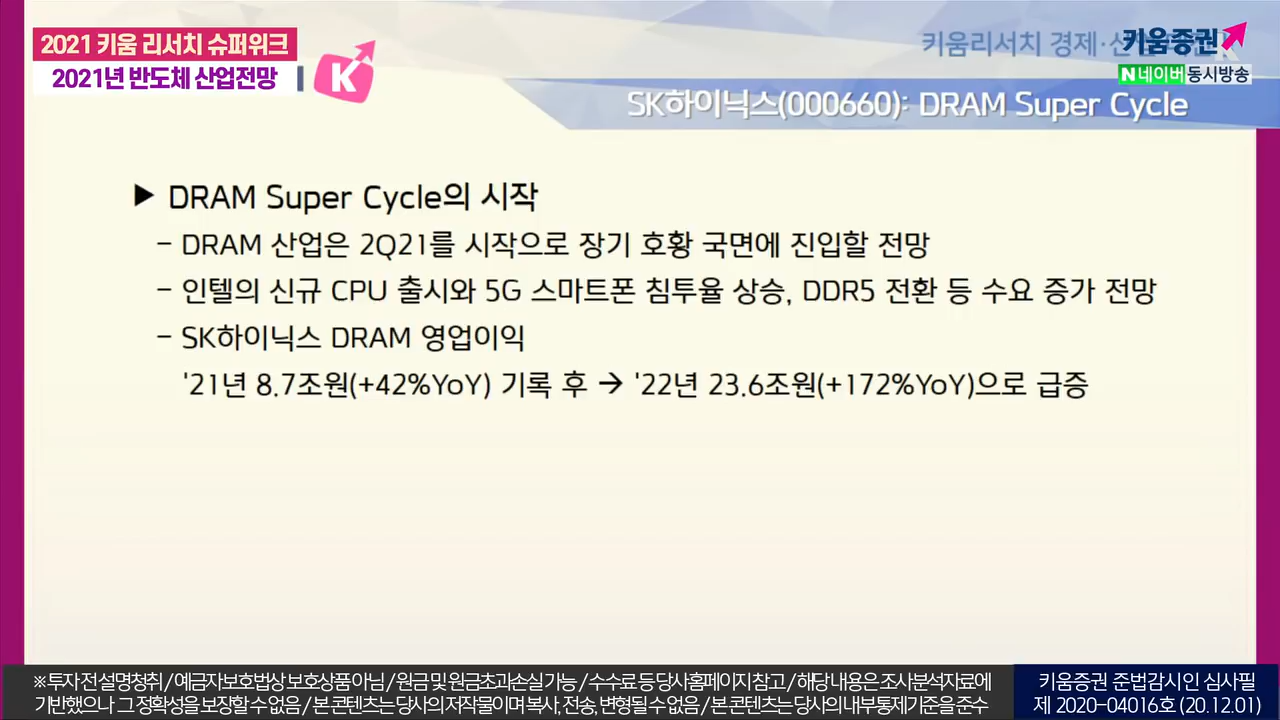 2021 키움 리서치 슈퍼위크
2021년 반도체 산업전망
K
키움리서치 경제·산
키움증권
N 네이버 동시방송
SK하이닉스(000660): DRAM Super Cycle
▶ DRAM Super Cycle의 시작
– DRAM 산업은 2Q21를 시작으로 장기 호황 국면에 진입할 전망
– 인텔의 신규 CPU 출시와 5G 스마트폰 침투율 상승, DDR5 전환 등 수요 증가 전망
– SK하이닉스 DRAM 영업이익
'21년 8.7조원(+42%YoY) 기록 후 → '22년 23.6조원(+172%YoY)으로 급증
※ 투자 전 설명청취 / 예금자보호법상 보호상품 아님 / 원금 및 원금초과손실 가능 / 수수료 등 당사홈페이지 참고 / 해당 내용은 조사분석자료에
기반했으나 그 정확성을 보장할 수 없음 / 본 콘텐츠는 당사의 저작물이며 복사, 전송, 변형될 수 없음 / 본 콘텐츠는 당사의 내부통제기준을 준수
키움증권 준법감시인 심사필
제 2020-04016호 (20.12.01)